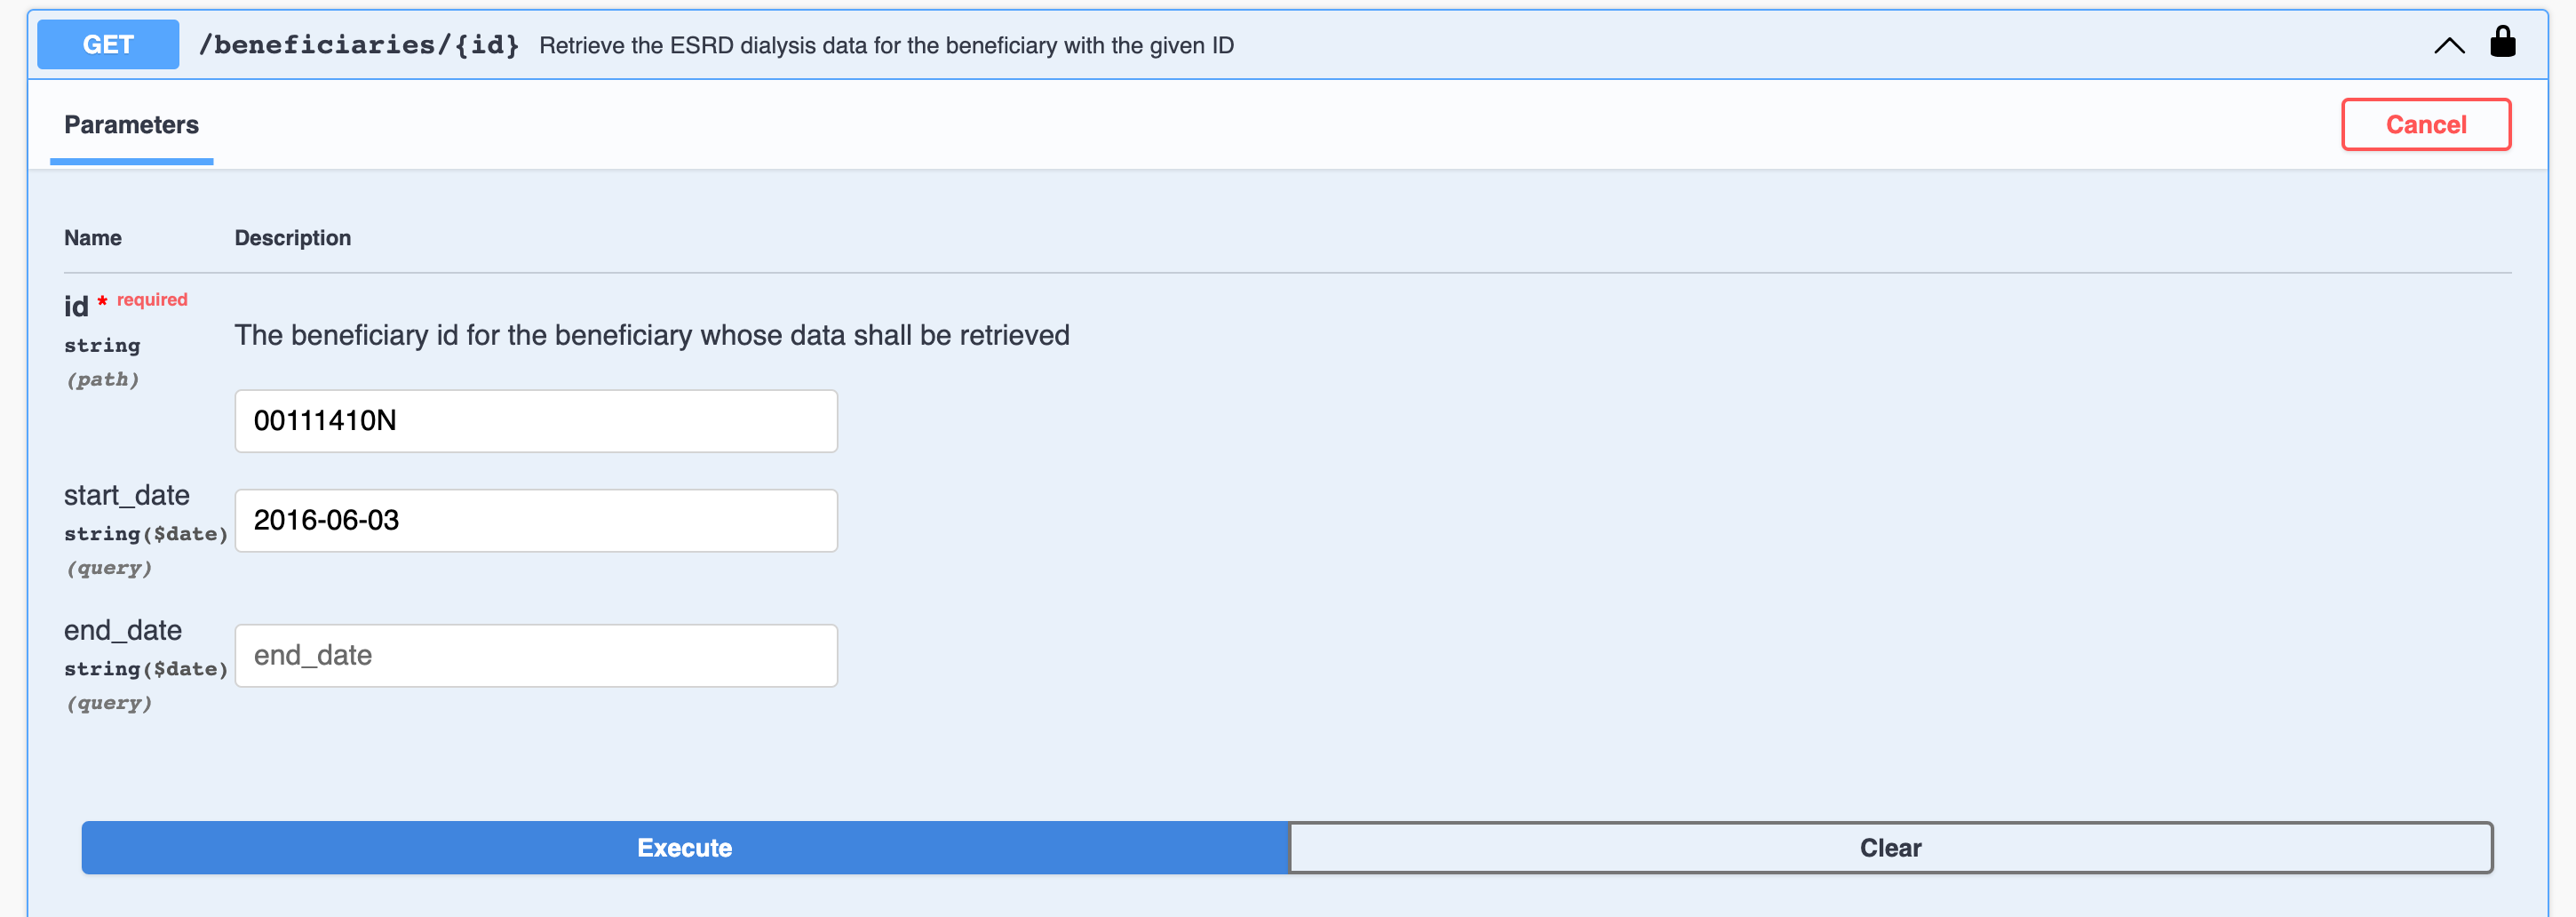 GET /beneficiaries/{id} Retrieve the ESRD dialysis data for the beneficiary with the given ID
Parameters
Cancel
Name Description
id * required
string
(path)
The beneficiary id for the beneficiary whose data shall be retrieved
00111410N
start_date
string($date)
(query)
2016-06-03
end_date
string($date)
(query)
end_date
Execute
Clear